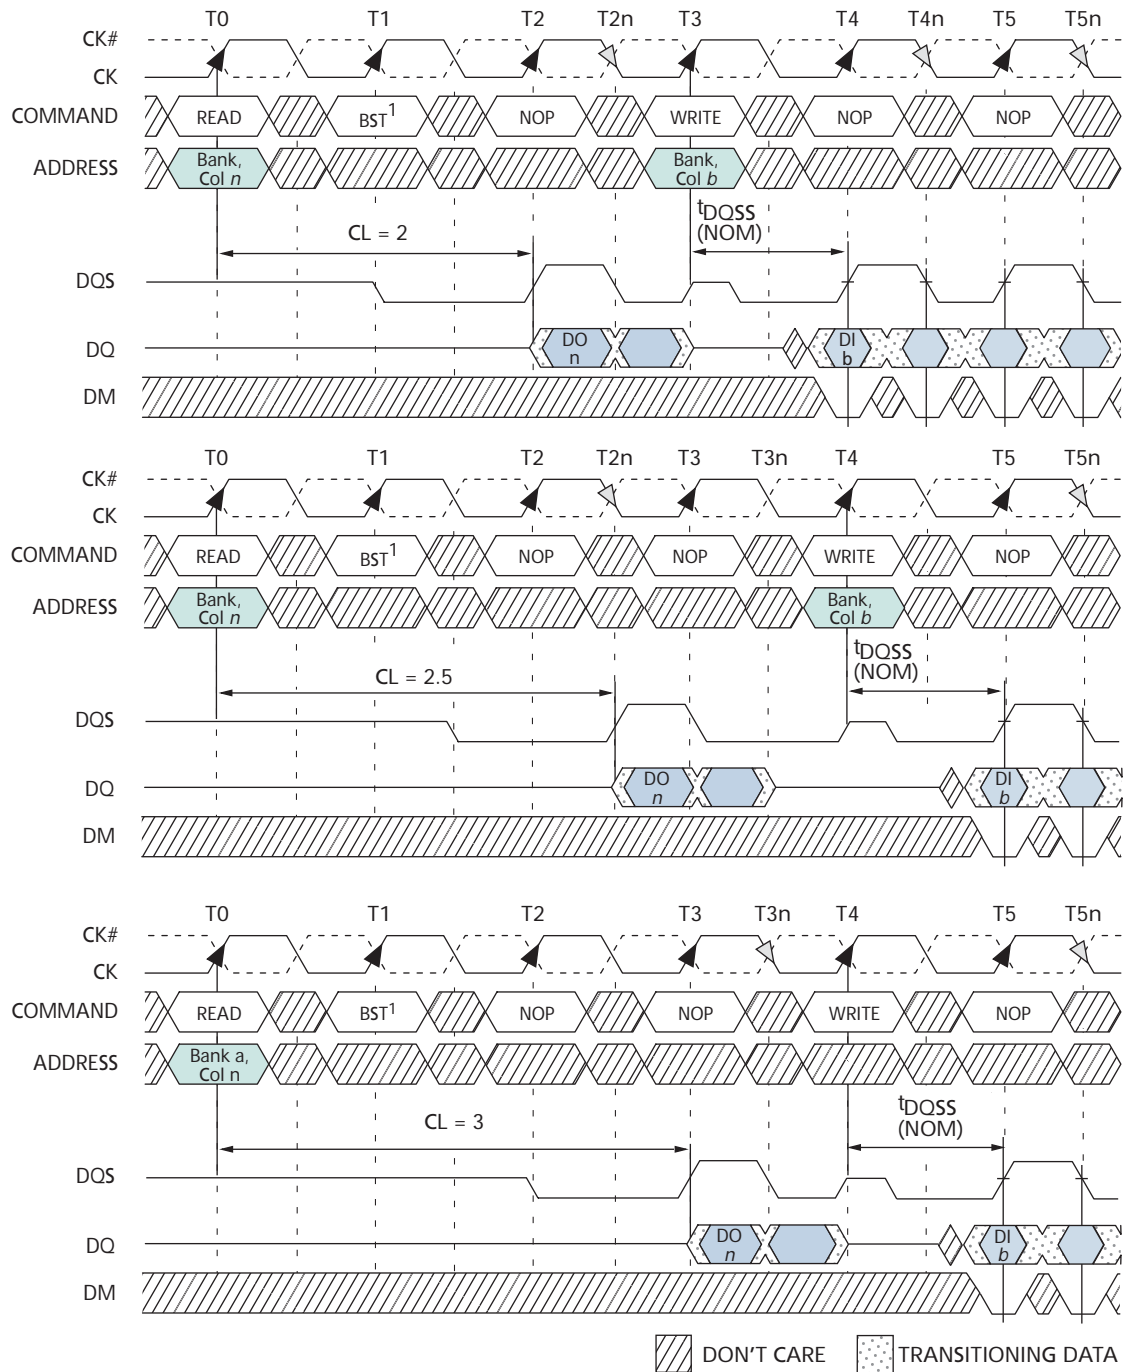 T0 T1 T2 T2n T3 T4 T4n T5 T5n
CK#
CK
COMMAND READ BST1 NOP WRITE NOP NOP
ADDRESS Bank, Col n Bank, Col b
CL = 2 tDQSS (NOM)
DQS
DQ DO n DI b
DM
T0 T1 T2 T2n T3 T3n T4 T5 T5n
CK#
CK
COMMAND READ BST1 NOP NOP WRITE NOP
ADDRESS Bank, Col n Bank, Col b
CL = 2.5 tDQSS (NOM)
DQS
DQ DO n DI b
DM
T0 T1 T2 T3 T3n T4 T5 T5n
CK#
CK
COMMAND READ BST1 NOP NOP WRITE NOP
ADDRESS Bank a, Col n
CL = 3 tDQSS (NOM)
DQS
DQ DO n DI b
DM
DON'T CARE TRANSITIONING DATA